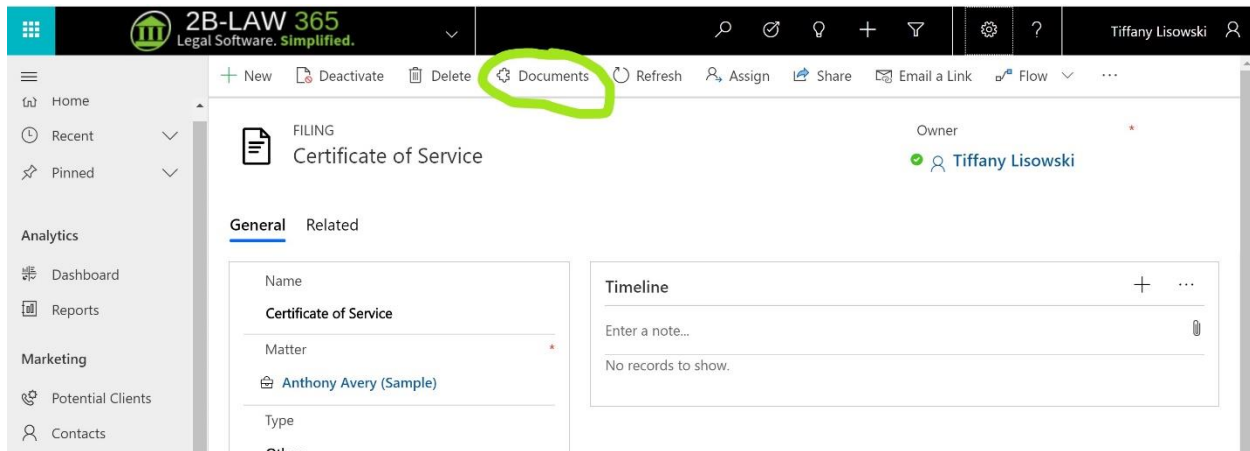 2B-LAW 365
Legal Software. Simplified.
Tiffany Lisowski
New Deactivate Delete Documents Refresh Assign Share Email a Link Flow
Home
Recent
Pinned
Analytics
Dashboard
Reports
Marketing
Potential Clients
Contacts
FILING
Certificate of Service
Owner *
Tiffany Lisowski
General Related
Name
Certificate of Service
Matter *
Anthony Avery (Sample)
Type
Timeline
Enter a note...
No records to show.